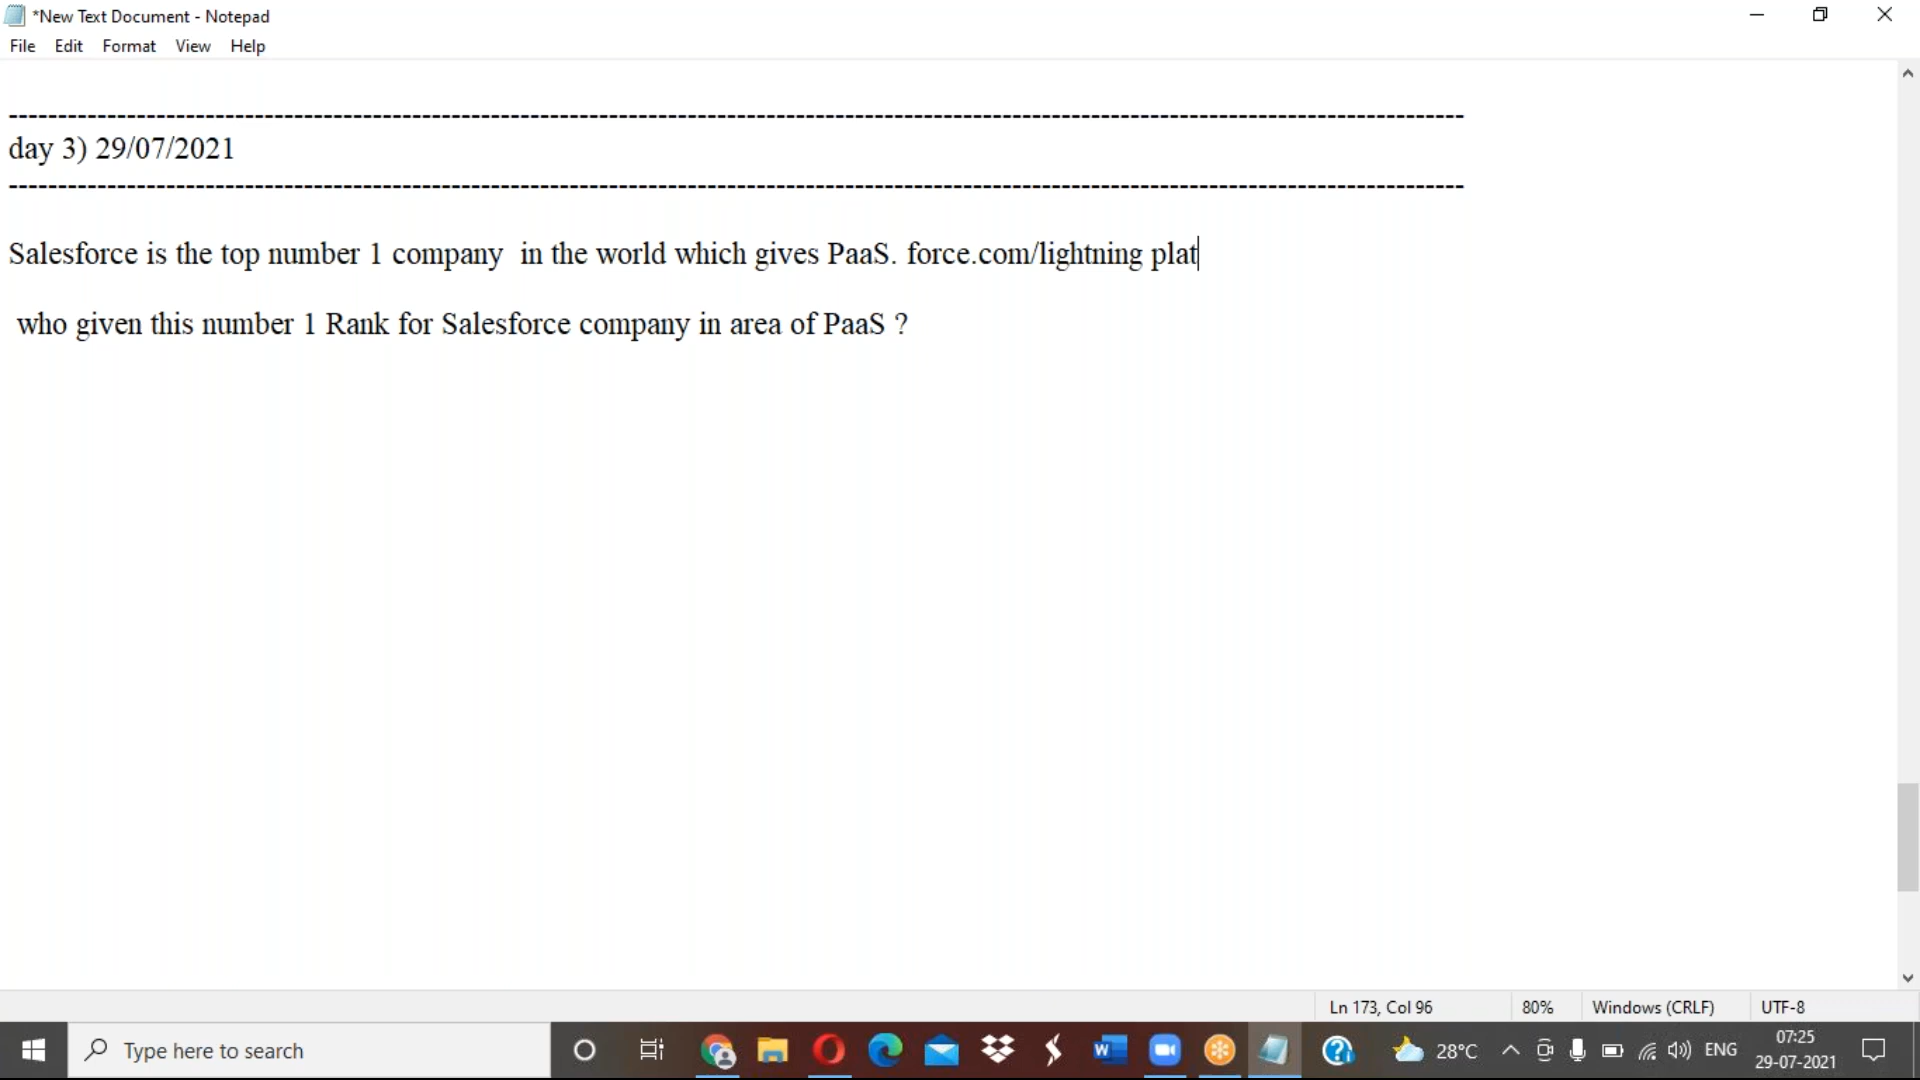 *New Text Document - Notepad
File Edit Format View Help
----------------------------------------------------------------------------------------------------------------------------------------------------
day 3) 29/07/2021
----------------------------------------------------------------------------------------------------------------------------------------------------
Salesforce is the top number 1 company  in the world which gives PaaS. force.com/lightning plat
who given this number 1 Rank for Salesforce company in area of PaaS ?
Ln 173, Col 96 80% Windows (CRLF) UTF-8
Type here to search 28°C ENG 07:25
29-07-2021